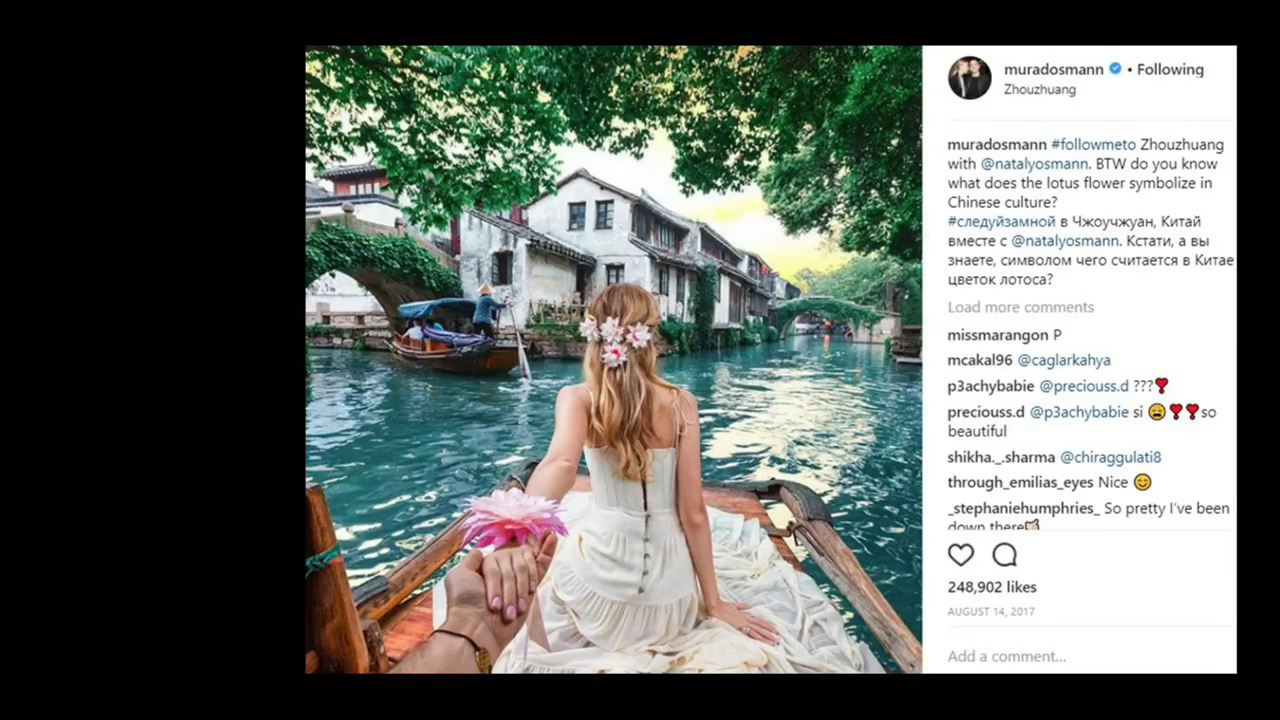 muradosmann • Following
Zhouzhuang
muradosmann #followmeto Zhouzhuang
with @natalyosmann. BTW do you know
what does the lotus flower symbolize in
Chinese culture?
#следуйзамной в Чжоучжуан, Китай
вместе с @natalyosmann. Кстати, а вы
знаете, символом чего считается в Китае
цветок лотоса?
Load more comments
missmarangon P
mcakal96 @caglarkahya
p3achybabie @preciouss.d ???❣️
preciouss.d @p3achybabie si 😩❣️❣️so
beautiful
shikha._.sharma @chiraggulati8
through_emilias_eyes Nice 😊
_stephaniehumphries_ So pretty I've been
down there
248,902 likes
AUGUST 14, 2017
Add a comment...